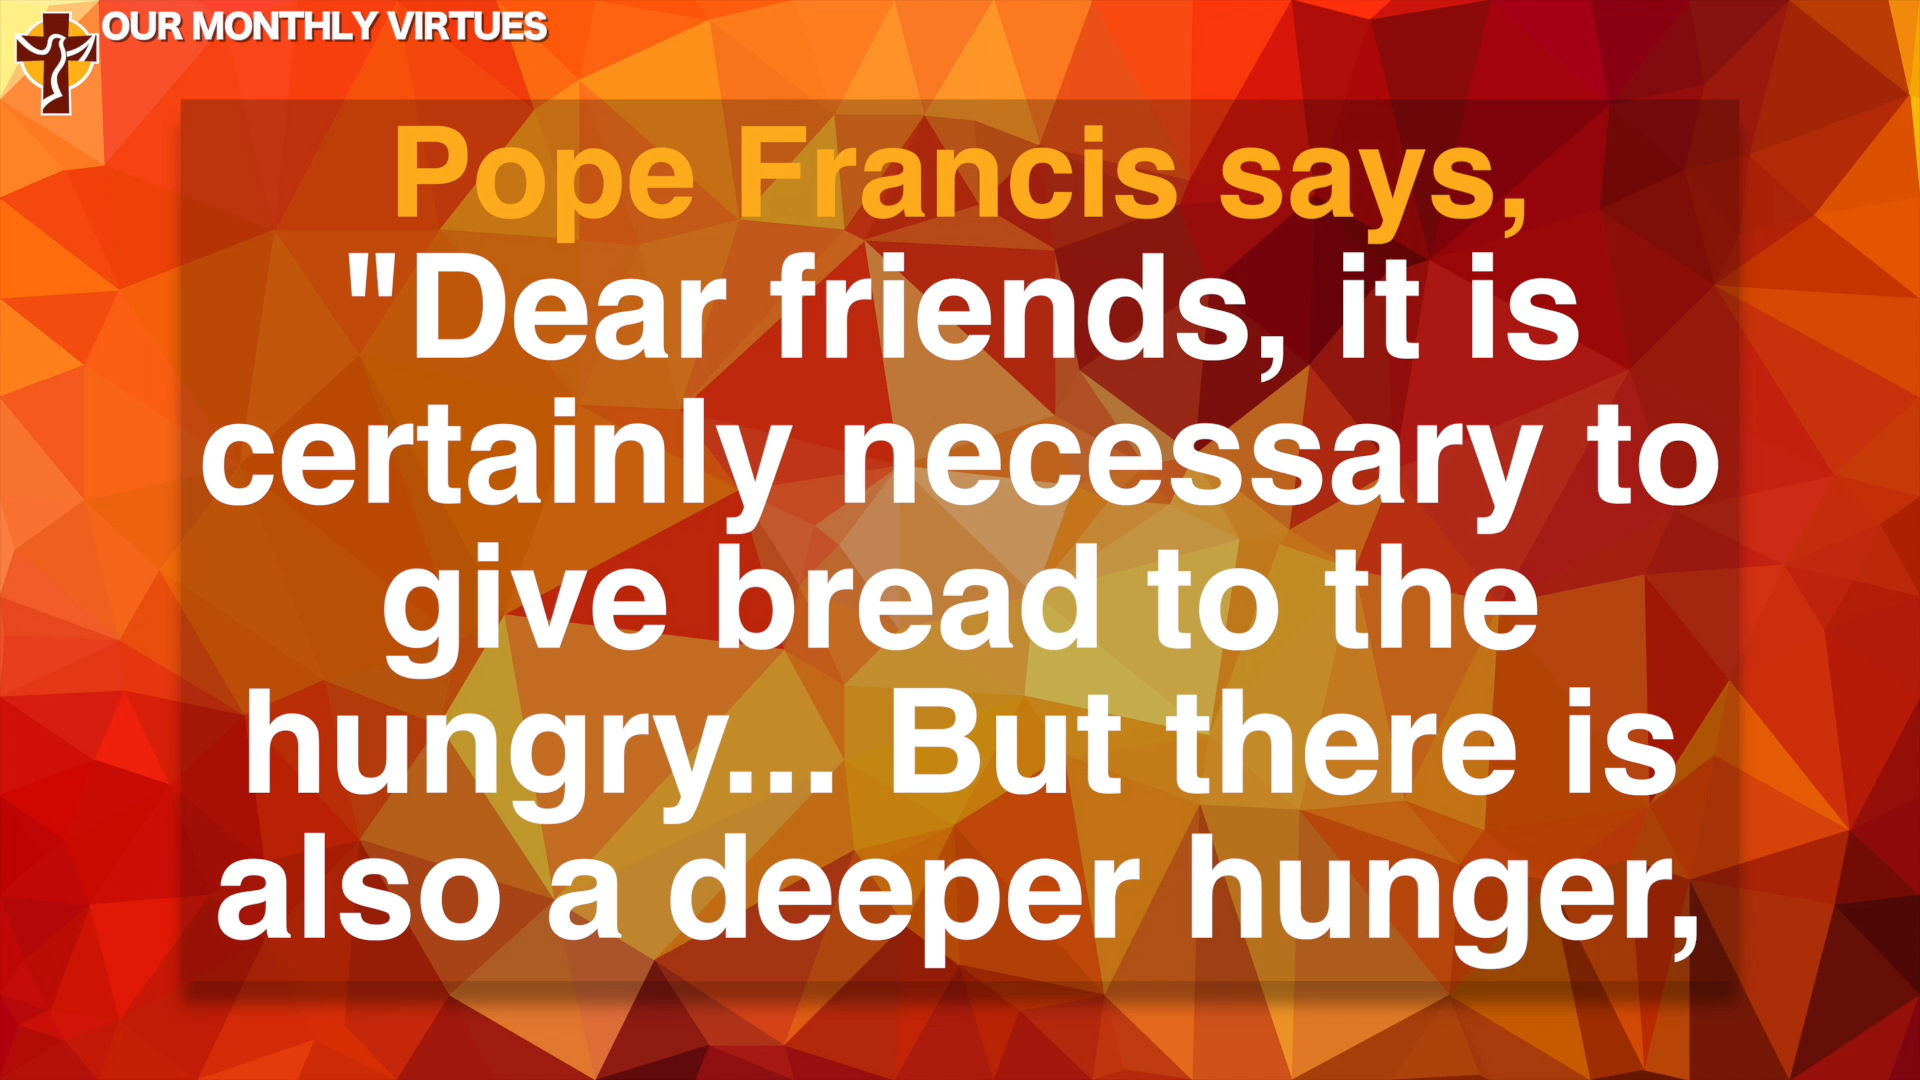 OUR MONTHLY VIRTUES
Pope Francis says,
"Dear friends, it is
certainly necessary to
give bread to the
hungry... But there is
also a deeper hunger,